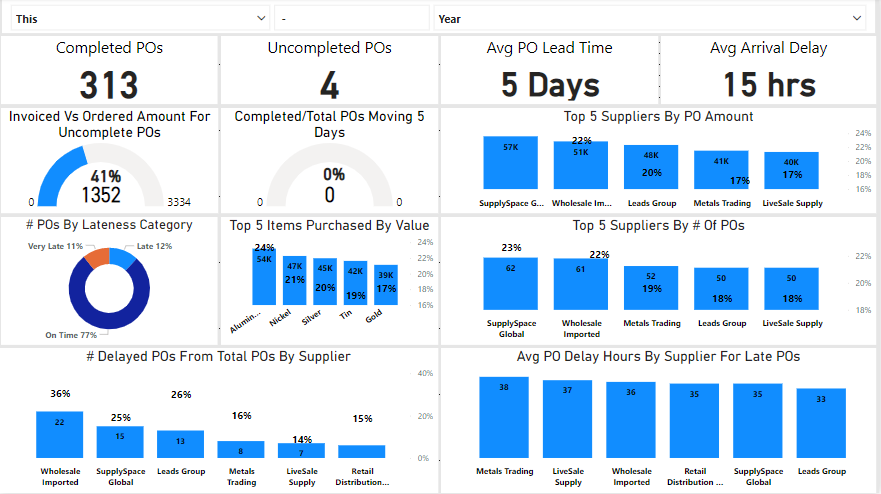 This
-
Year
Completed POs
313
Uncompleted POs
4
Avg PO Lead Time
5 Days
Avg Arrival Delay
15 hrs
Invoiced Vs Ordered Amount For
Uncomplete POs
41%
1352
0
3334
Completed/Total POs Moving 5
Days
0%
0
0
0
Top 5 Suppliers By PO Amount
57K
22%
51K
48K
20%
41K
17%
40K
17%
24%
22%
20%
18%
16%
SupplySpace G...
Wholesale Im...
Leads Group
Metals Trading
LiveSale Supply
# POs By Lateness Category
Very Late 11%
Late 12%
On Time 77%
Top 5 Items Purchased By Value
24%
54K
47K
21%
45K
20%
42K
19%
39K
17%
24%
22%
20%
18%
16%
Alumin...
Nickel
Silver
Tin
Gold
Top 5 Suppliers By # Of POs
23%
62
22%
61
52
19%
50
18%
50
18%
22%
20%
18%
SupplySpace
Global
Wholesale
Imported
Metals Trading
Leads Group
LiveSale Supply
# Delayed POs From Total POs By Supplier
36%
22
25%
15
26%
13
16%
8
14%
7
15%
40%
20%
0%
Wholesale
Imported
SupplySpace
Global
Leads Group
Metals
Trading
LiveSale
Supply
Retail
Distribution...
Avg PO Delay Hours By Supplier For Late POs
38
37
36
35
35
33
Metals Trading
LiveSale
Supply
Wholesale
Imported
Retail
Distribution ...
SupplySpace
Global
Leads Group